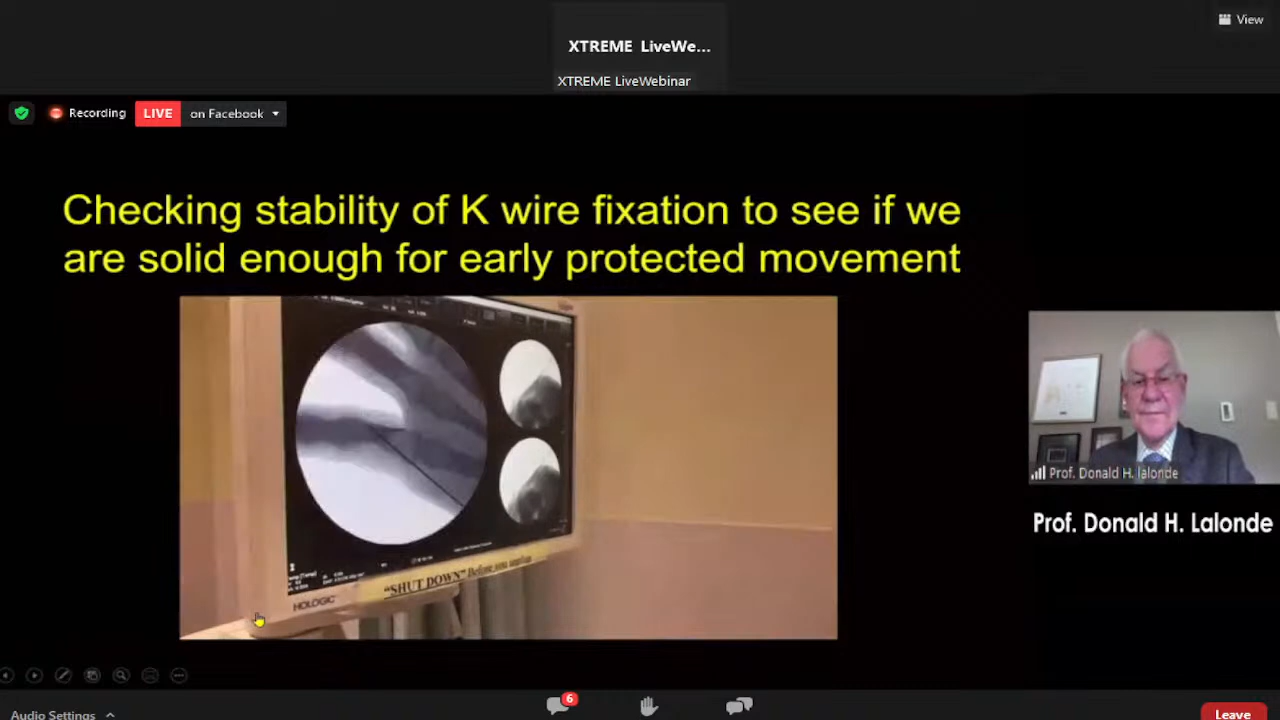 View
XTREME LiveWe...
XTREME LiveWebinar
Recording
LIVE
on Facebook
Checking stability of K wire fixation to see if we
are solid enough for early protected movement
"SHUT DOWN" Before you
HOLOGIC
Prof. Donald H. lalonde
Prof. Donald H. Lalonde
6
Audio Settings
Leave